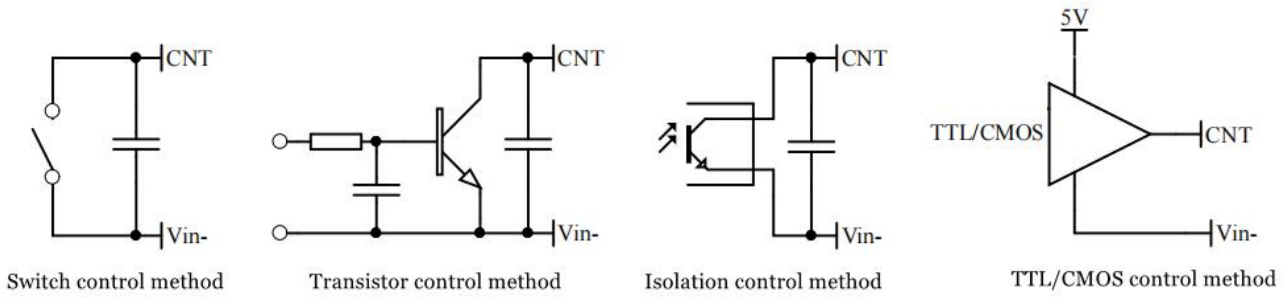 CNT
Vin-
Switch control method
CNT
Vin-
Transistor control method
CNT
Vin-
Isolation control method
5V
TTL/CMOS
CNT
Vin-
TTL/CMOS control method